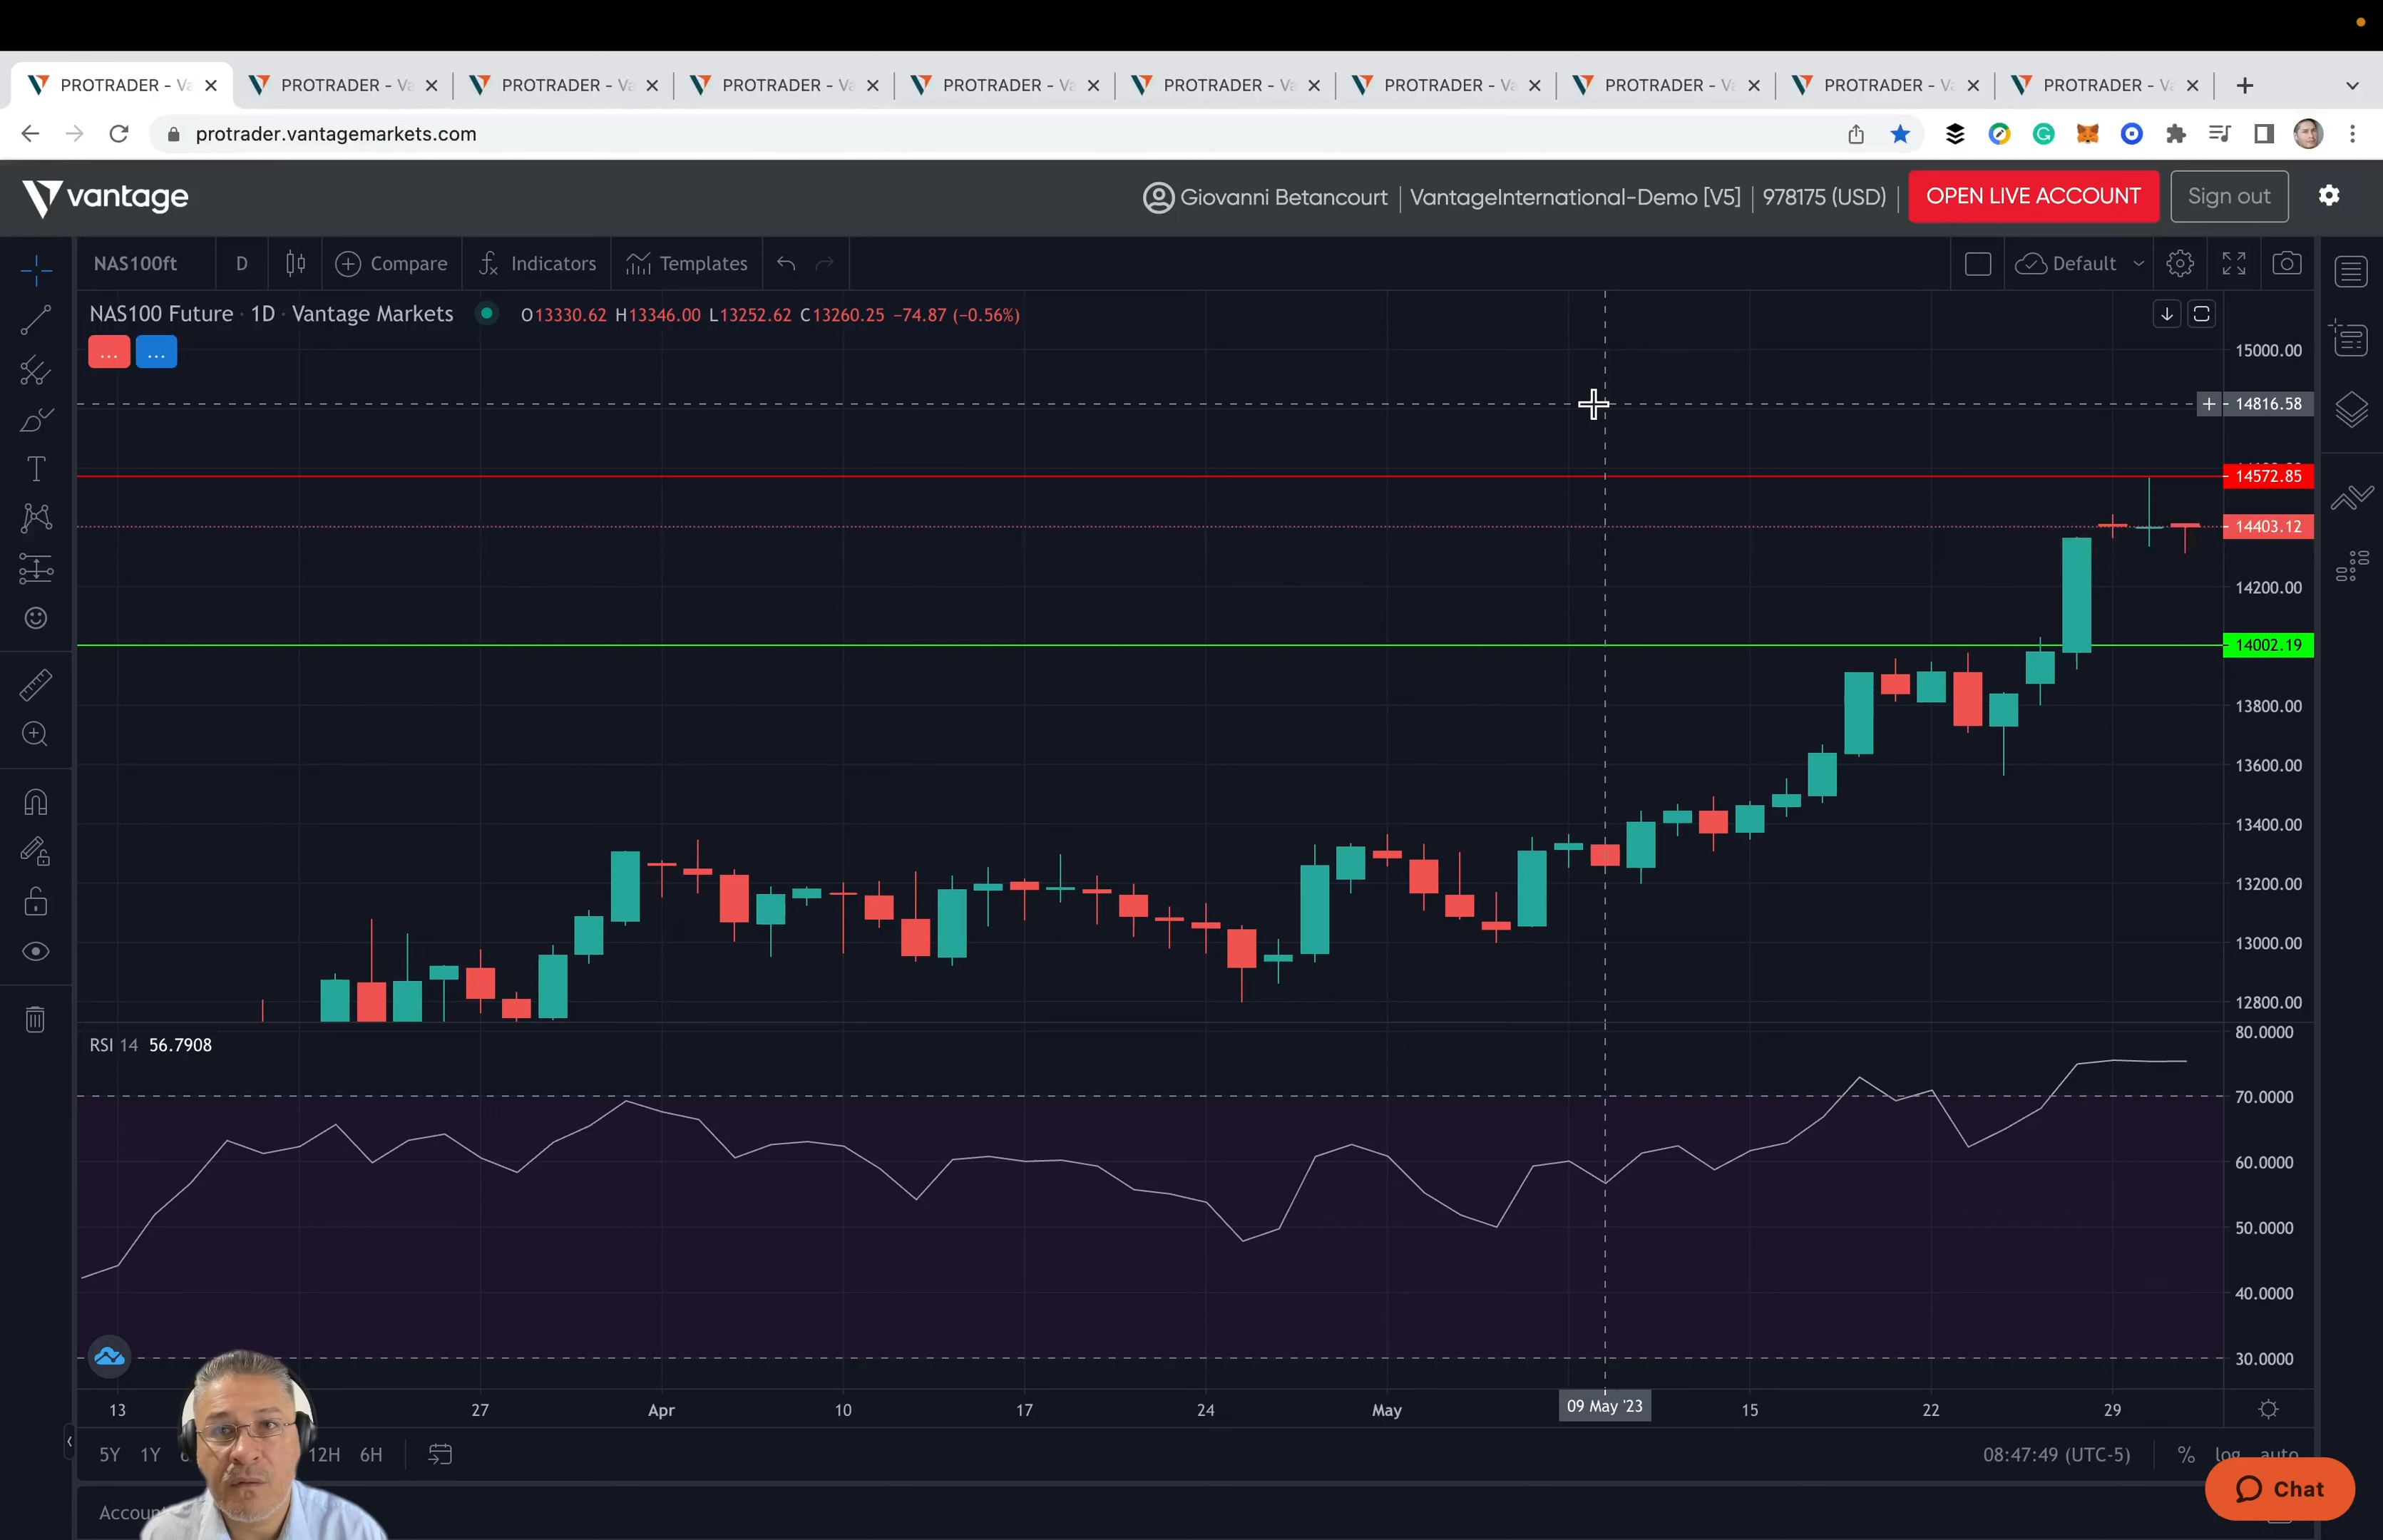 PROTRADER - Va PROTRADER - Va PROTRADER - Va PROTRADER - Va PROTRADER - Va PROTRADER - Va PROTRADER - Va PROTRADER - Va PROTRADER - Va PROTRADER - Va
protrader.vantagemarkets.com
vantage Giovanni Betancourt VantageInternational-Demo [V5] 978175 (USD) OPEN LIVE ACCOUNT Sign out
NAS100ft D Compare Indicators Templates Default
NAS100 Future · 1D · Vantage Markets O13330.62 H13346.00 L13252.62 C13260.25 −74.87 (−0.56%)
... ...
15000.00
14816.58
14572.85
14403.12
14200.00
14002.19
13800.00
13600.00
13400.00
13200.00
13000.00
12800.00
80.0000
RSI 14 56.7908
70.0000
60.0000
50.0000
40.0000
30.0000
13 27 Apr 10 17 24 May 09 May '23 15 22 29
5Y 1Y 12H 6H 08:47:49 (UTC-5) % log auto
Chat
Accoun